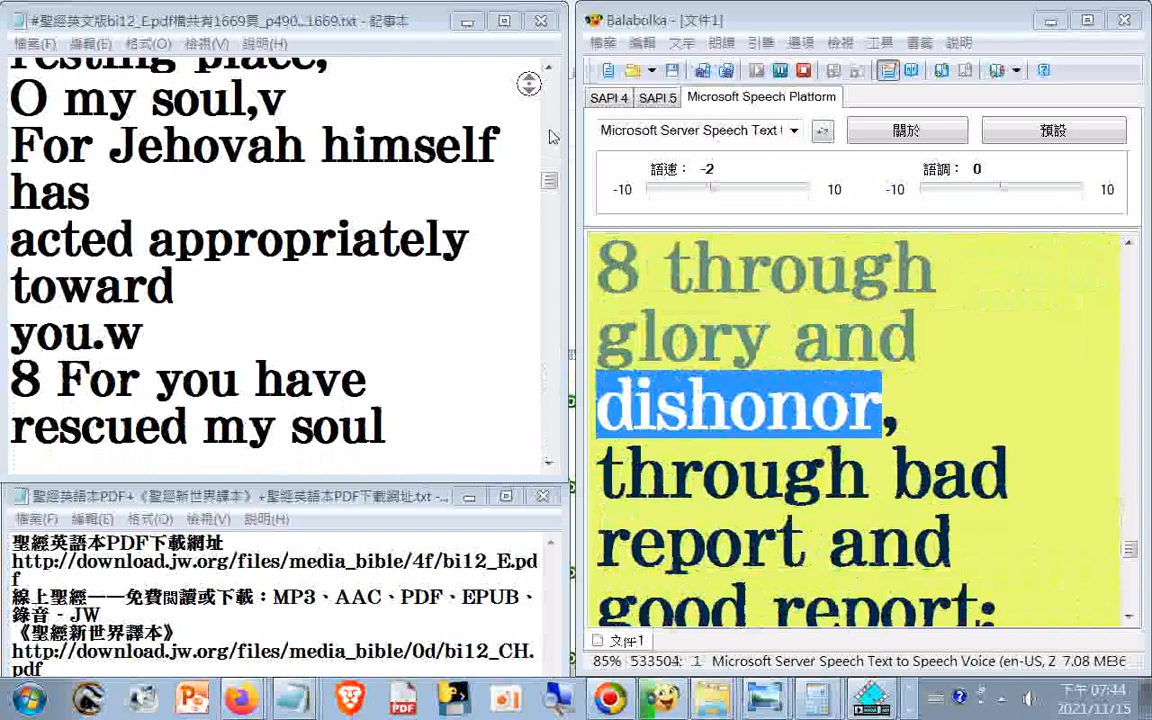 #聖經英文版bi12_E.pdf檔共有1669頁_p490...1669.txt - 記事本
檔案(F) 編輯(E) 格式(O) 檢視(V) 說明(H)
resting place,
O my soul,v
For Jehovah himself
has
acted appropriately
toward
you.w
8 For you have
rescued my soul
聖經英語本PDF+《聖經新世界譯本》+聖經英語本PDF下載網址.txt -...
檔案(F) 編輯(E) 格式(O) 檢視(V) 說明(H)
聖經英語本PDF下載網址
http://download.jw.org/files/media_bible/4f/bi12_E.pd
f
線上聖經──免費閱讀或下載：MP3、AAC、PDF、EPUB、
錄音 - JW
《聖經新世界譯本》
http://download.jw.org/files/media_bible/0d/bi12_CH.
pdf
Balabolka - [文件1]
檔案 編輯 文字 朗讀 引擎 選項 檢視 工具 書籤 說明
SAPI 4 SAPI 5 Microsoft Speech Platform
Microsoft Server Speech Text 關於 預設
語速： -2 語調： 0
-10 10 -10 10
8 through
glory and
dishonor,
through bad
report and
good report;
文件1
85% 533504: 1 Microsoft Server Speech Text to Speech Voice (en-US, Z 7.08 MB
下午 07:44
2021/11/15